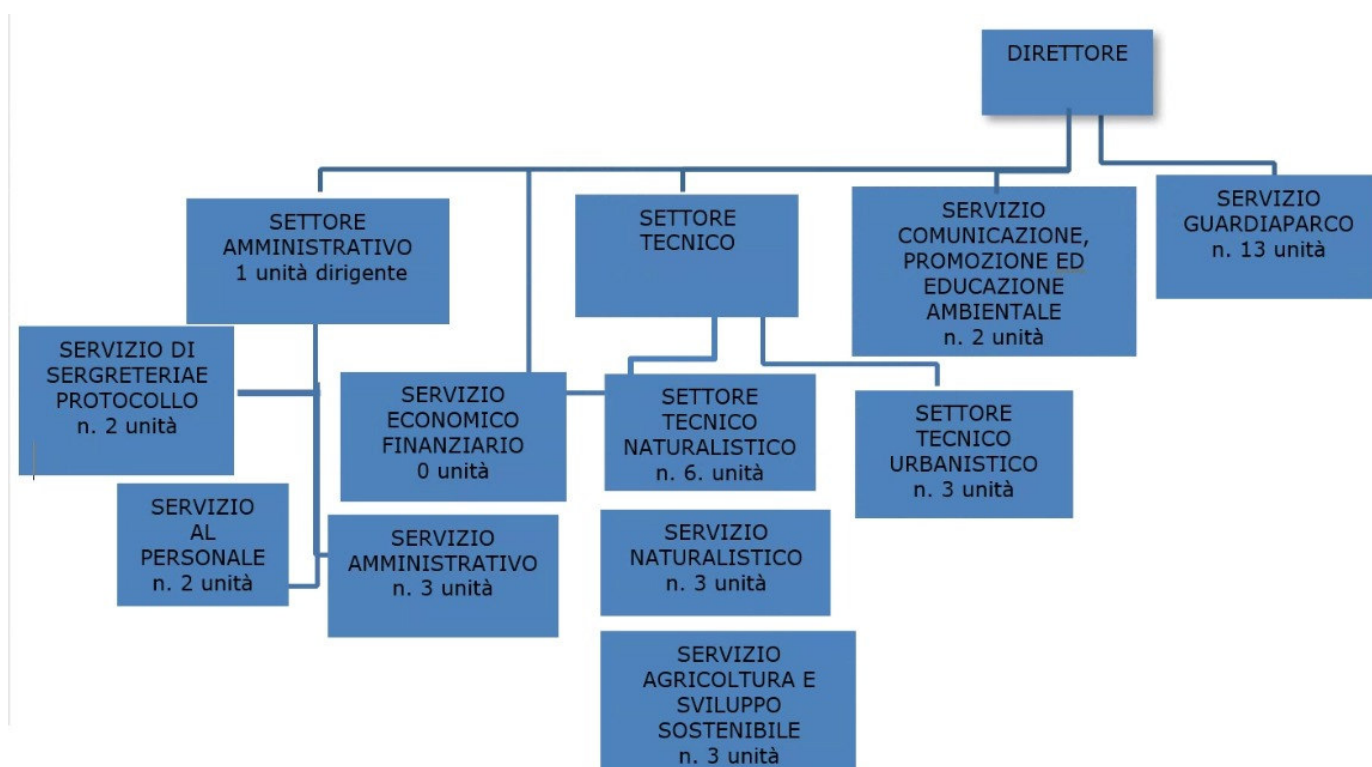 DIRETTORE
SETTORE
AMMINISTRATIVO
1 unità dirigente
SETTORE
TECNICO
SERVIZIO
COMUNICAZIONE,
PROMOZIONE ED
EDUCAZIONE
AMBIENTALE
n. 2 unità
SERVIZIO
GUARDIAPARCO
n. 13 unità
SERVIZIO DI
SERGRETERIAE
PROTOCOLLO
n. 2 unità
SERVIZIO
ECONOMICO
FINANZIARIO
0 unità
SETTORE
TECNICO
NATURALISTICO
n. 6. unità
SETTORE
TECNICO
URBANISTICO
n. 3 unità
SERVIZIO
AL
PERSONALE
n. 2 unità
SERVIZIO
AMMINISTRATIVO
n. 3 unità
SERVIZIO
NATURALISTICO
n. 3 unità
SERVIZIO
AGRICOLTURA E
SVILUPPO
SOSTENIBILE
n. 3 unità